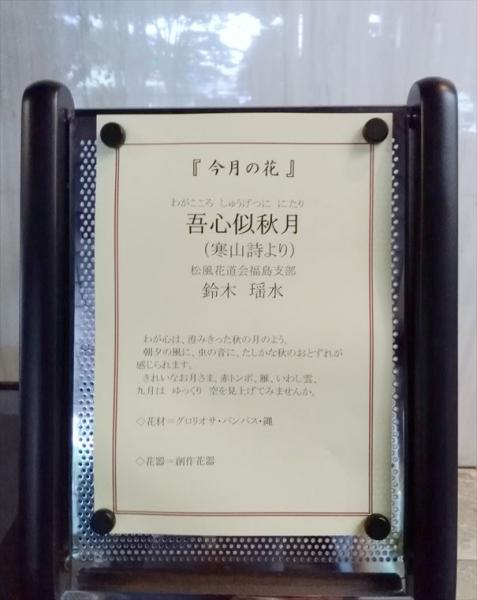 『今月の花』
わがこころ しゅうげつに にたり
吾心似秋月
(寒山詩より)
松風花道会福島支部
鈴木 瑶水
わが心は、澄みきった秋の月のよう。
朝夕の風に、虫の音に、たしかな秋のおとずれが
感じられます。
きれいなお月さま、赤トンボ、雁、いわし雲、
九月は ゆっくり 空を見上げてみませんか。
◇花材＝グロリオサ・パンパス・縄
◇花器＝創作花器